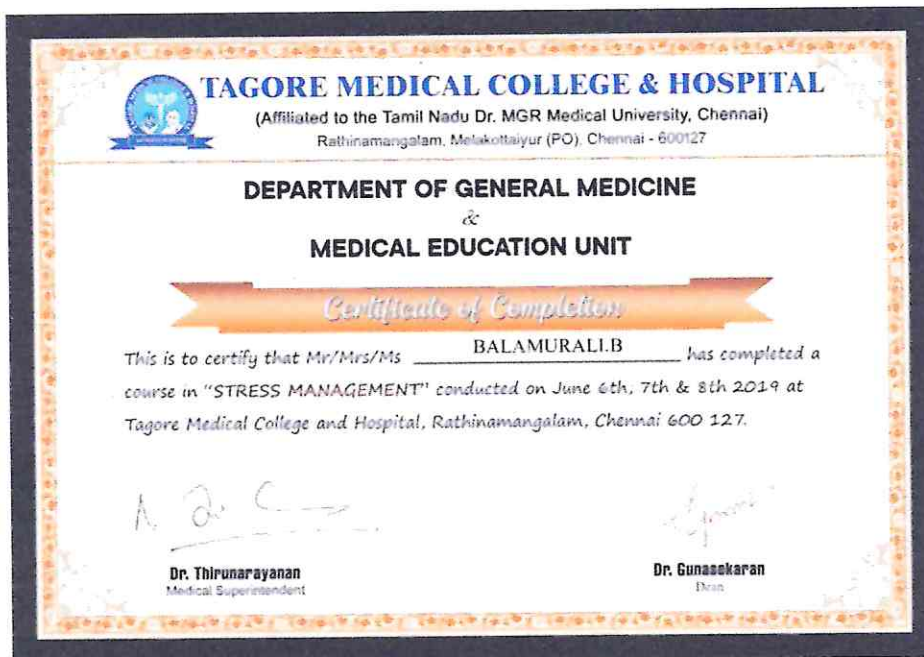 TAGORE MEDICAL COLLEGE & HOSPITAL
(Affiliated to the Tamil Nadu Dr. MGR Medical University, Chennai)
Rathinamangalam, Melakottaiyur (PO), Chennai - 600127
DEPARTMENT OF GENERAL MEDICINE
&
MEDICAL EDUCATION UNIT
Certificate of Completion
This is to certify that Mr/Mrs/Ms BALAMURALI.B has completed a
course in "STRESS MANAGEMENT" conducted on June 6th, 7th & 8th 2019 at
Tagore Medical College and Hospital, Rathinamangalam, Chennai 600 127.
Dr. Thirunarayanan
Medical Superintendent
Dr. Gunasekaran
Dean